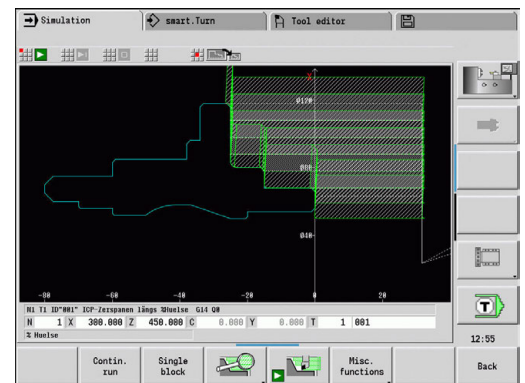 Simulation
smart.Turn
Tool editor
X
Ø120
Ø80
Ø40
-80 -60 -40 -20 0 20
N1 T1 ID"001" ICP-Zerspanen längs %Huelse G14 Q0
N 1 X 300.000 Z 450.000 C 0.000 Y 0.000 T 1 001
% Huelse
T
12:55
Contin. run
Single block
Misc. functions
Back